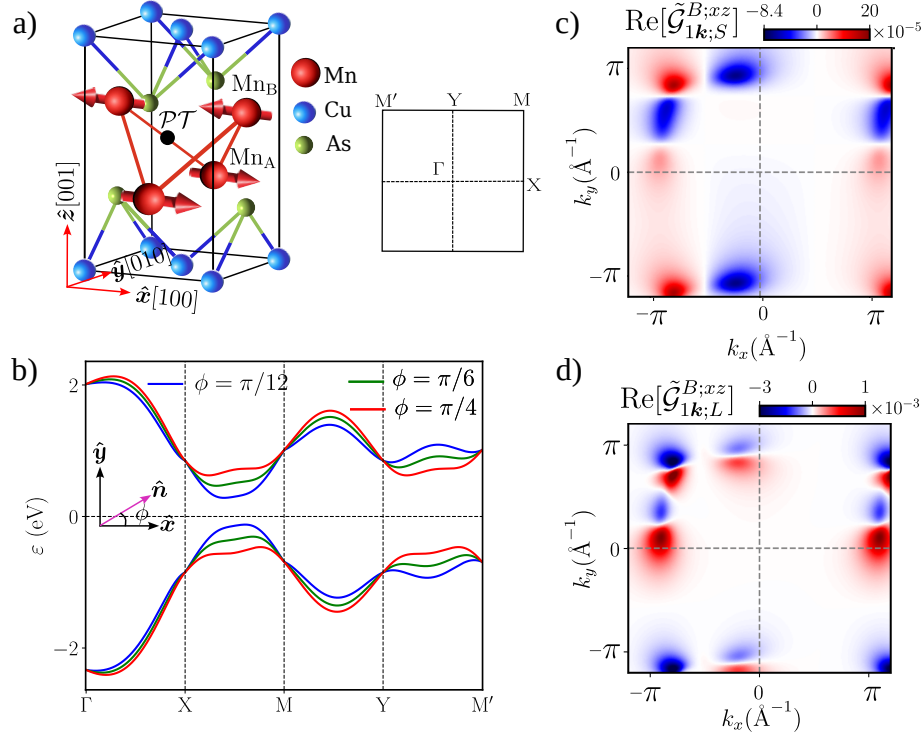 a)
Mn_B
𝒫𝒯
Mn_A
Mn
Cu
As
ẑ[001]
ŷ[010]
x̂[100]
M′ Y M
Γ
X
b)
ε (eV)
2
0
−2
ϕ = π/12
ϕ = π/6
ϕ = π/4
ŷ
n̂
ϕ
x̂
Γ X M Y M′
c)
Re[𝒢̃^{B;xz}_{1k;S}]
−8.4 0 20
×10⁻⁵
k_y(Å⁻¹)
π
0
−π
−π 0 π
k_x(Å⁻¹)
d)
Re[𝒢̃^{B;xz}_{1k;L}]
−3 0 1
×10⁻³
k_y(Å⁻¹)
π
0
−π
−π 0 π
k_x(Å⁻¹)